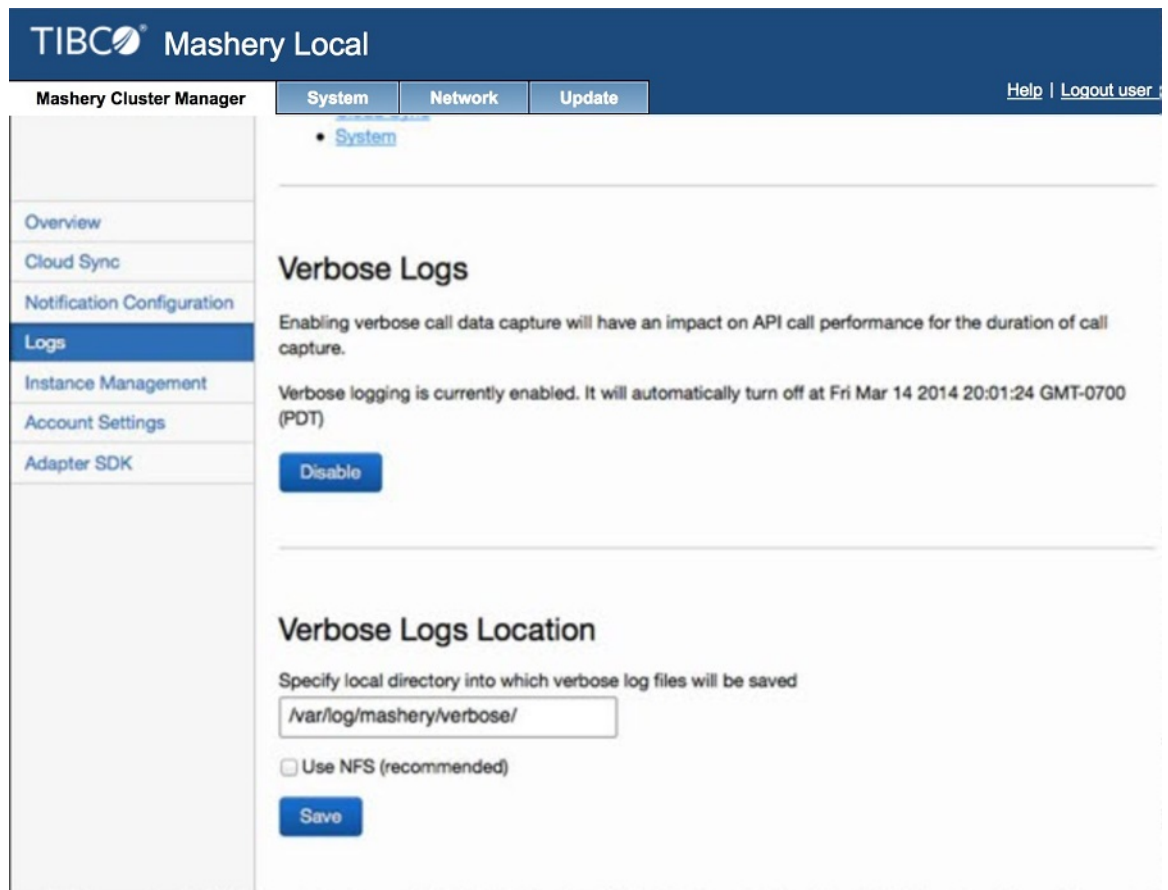 TIBCO® Mashery Local
Mashery Cluster Manager System Network Update Help | Logout user
• System
Overview
Cloud Sync
Notification Configuration
Logs
Instance Management
Account Settings
Adapter SDK
Verbose Logs
Enabling verbose call data capture will have an impact on API call performance for the duration of call
capture.
Verbose logging is currently enabled. It will automatically turn off at Fri Mar 14 2014 20:01:24 GMT-0700
(PDT)
Disable
Verbose Logs Location
Specify local directory into which verbose log files will be saved
/var/log/mashery/verbose/
Use NFS (recommended)
Save